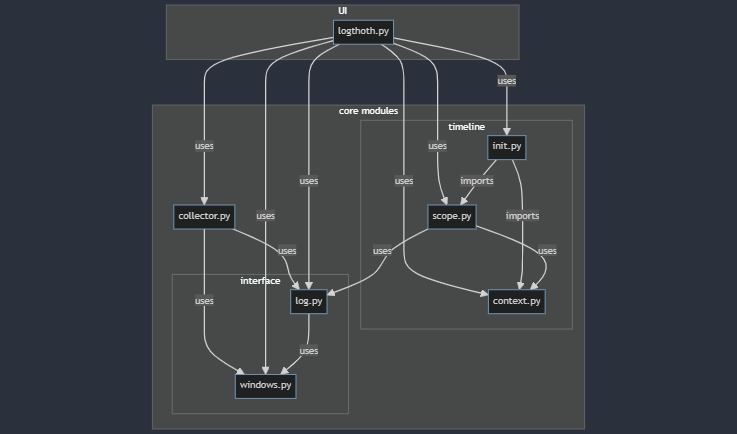 UI
logthoth.py
uses
core modules
timeline
uses
uses
init.py
uses
uses
imports
collector.py
uses
scope.py
imports
uses
uses
uses
interface
uses
log.py
context.py
uses
windows.py